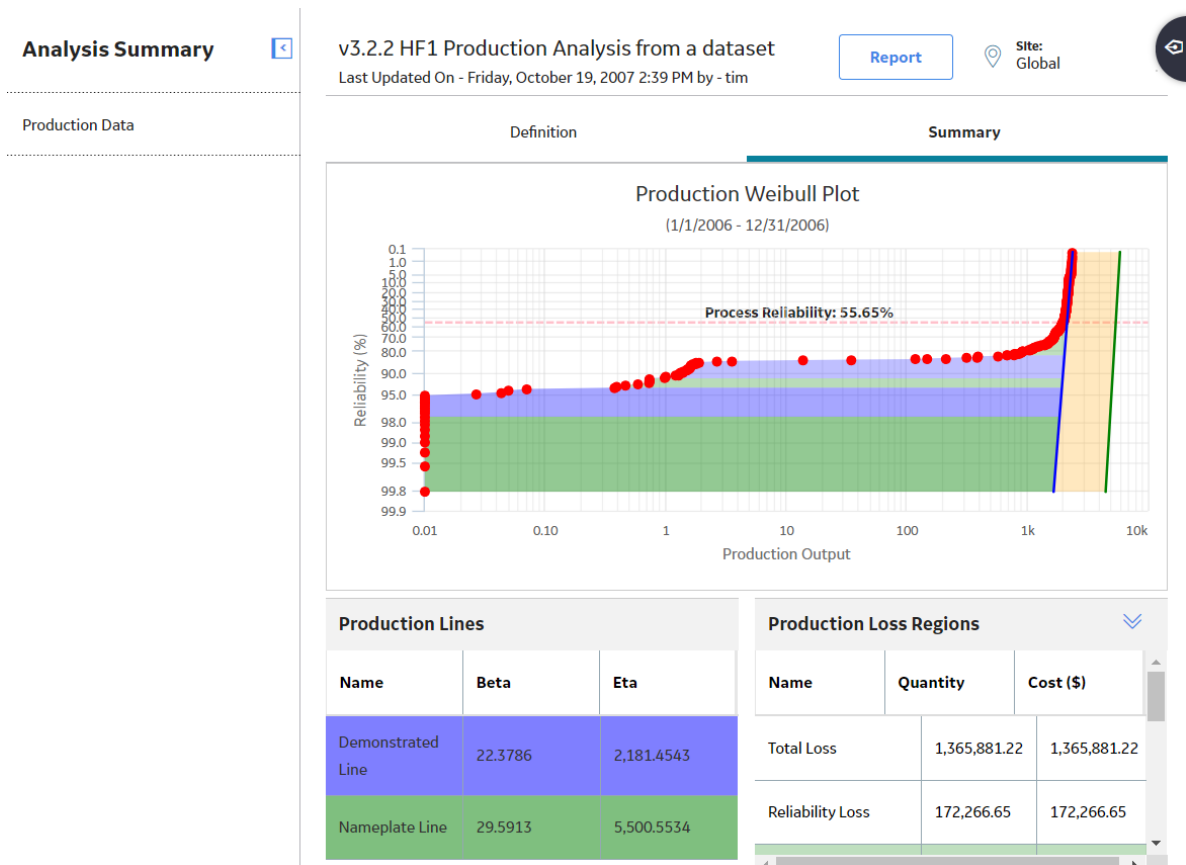 Analysis Summary
Production Data
v3.2.2 HF1 Production Analysis from a dataset
Last Updated On - Friday, October 19, 2007 2:39 PM by - tim
Report
Site:
Global
Definition
Summary
Production Weibull Plot
(1/1/2006 - 12/31/2006)
0.1
1.0
5.0
10.0
20.0
30.0
40.0
50.0
60.0
70.0
80.0
90.0
95.0
98.0
99.0
99.5
99.8
99.9
Reliability (%)
Process Reliability: 55.65%
0.01 0.10 1 10 100 1k 10k
Production Output
Production Lines
Name Beta Eta
Demonstrated
Line
22.3786 2,181.4543
Nameplate Line 29.5913 5,500.5534
Production Loss Regions
Name Quantity Cost ($)
Total Loss 1,365,881.22 1,365,881.22
Reliability Loss 172,266.65 172,266.65